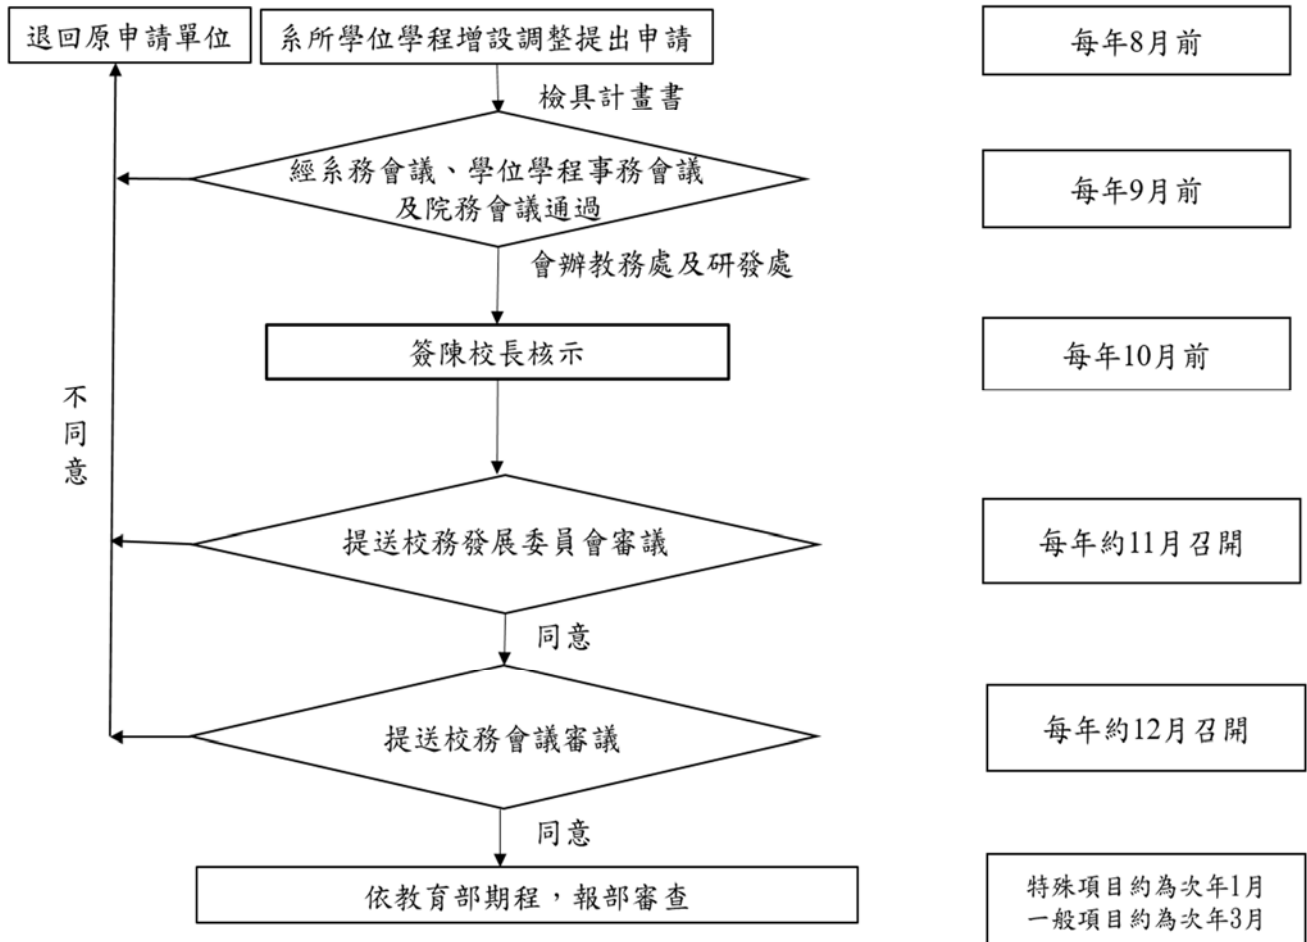 退回原申請單位
系所學位學程增設調整提出申請
每年8月前
檢具計畫書
經系務會議、學位學程事務會議
及院務會議通過
每年9月前
會辦教務處及研發處
簽陳校長核示
每年10月前
不同意
提送校務發展委員會審議
每年約11月召開
同意
提送校務會議審議
每年約12月召開
同意
依教育部期程，報部審查
特殊項目約為次年1月
一般項目約為次年3月